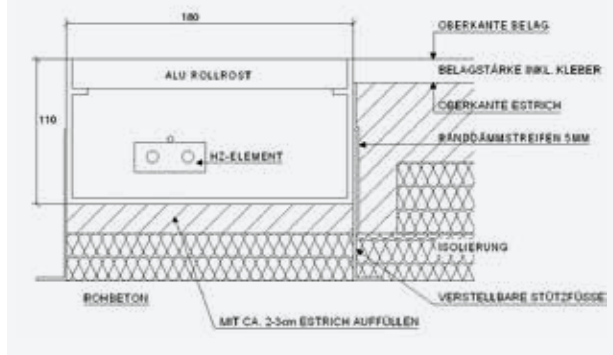 180
OBERKANTE BELAG
ALU ROLLROST
BELAGSTÄRKE INKL. KLEBER
OBERKANTE ESTRICH
110
RANDDÄMMSTREIFEN 5MM
HZ-ELEMENT
ISOLIERUNG
ROHBETON
VERSTELLBARE STÜTZFÜSSE
MIT CA. 2-3cm ESTRICH AUFFÜLLEN